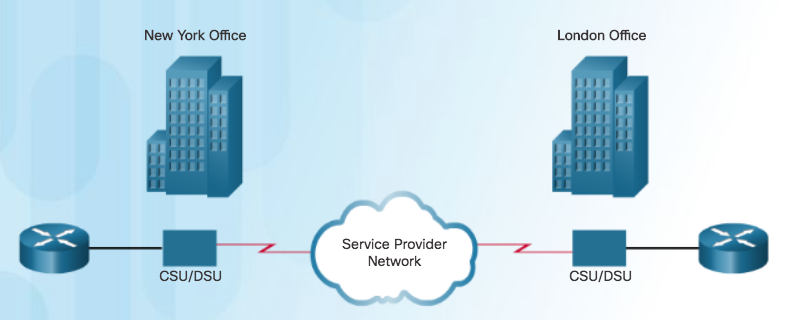 New York Office
London Office
Service Provider
Network
CSU/DSU
CSU/DSU